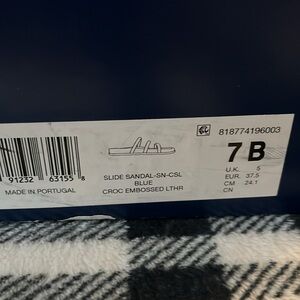 818774196003
7 B
91232 63155 8
MADE IN PORTUGAL
SLIDE SANDAL-SN-CSL
BLUE
CROC EMBOSSED LTHR
U.K. 5
EUR. 37.5
CM 24.1
CN